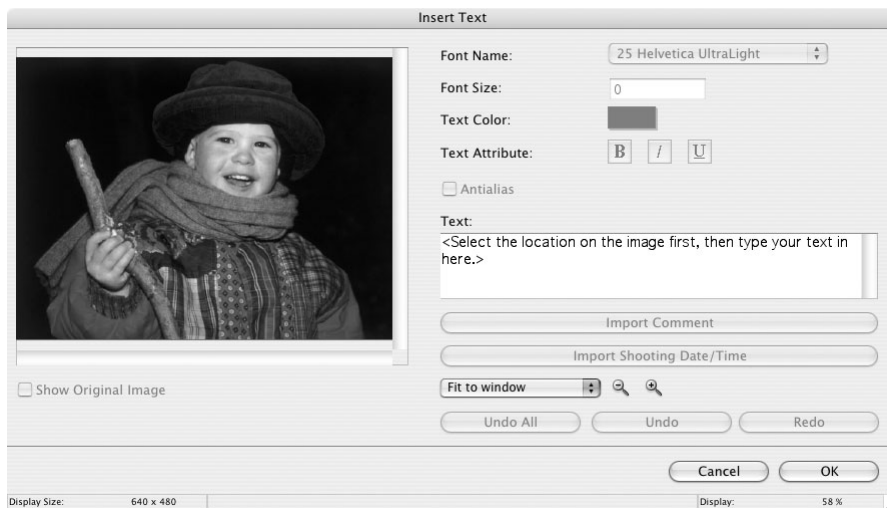 Insert Text
Font Name:
25 Helvetica UltraLight
Font Size:
0
Text Color:
Text Attribute:
B I U
Antialias
Text:
<Select the location on the image first, then type your text in
here.>
Import Comment
Import Shooting Date/Time
Show Original Image
Fit to window
Undo All
Undo
Redo
Cancel
OK
Display Size: 640 x 480
Display: 58 %